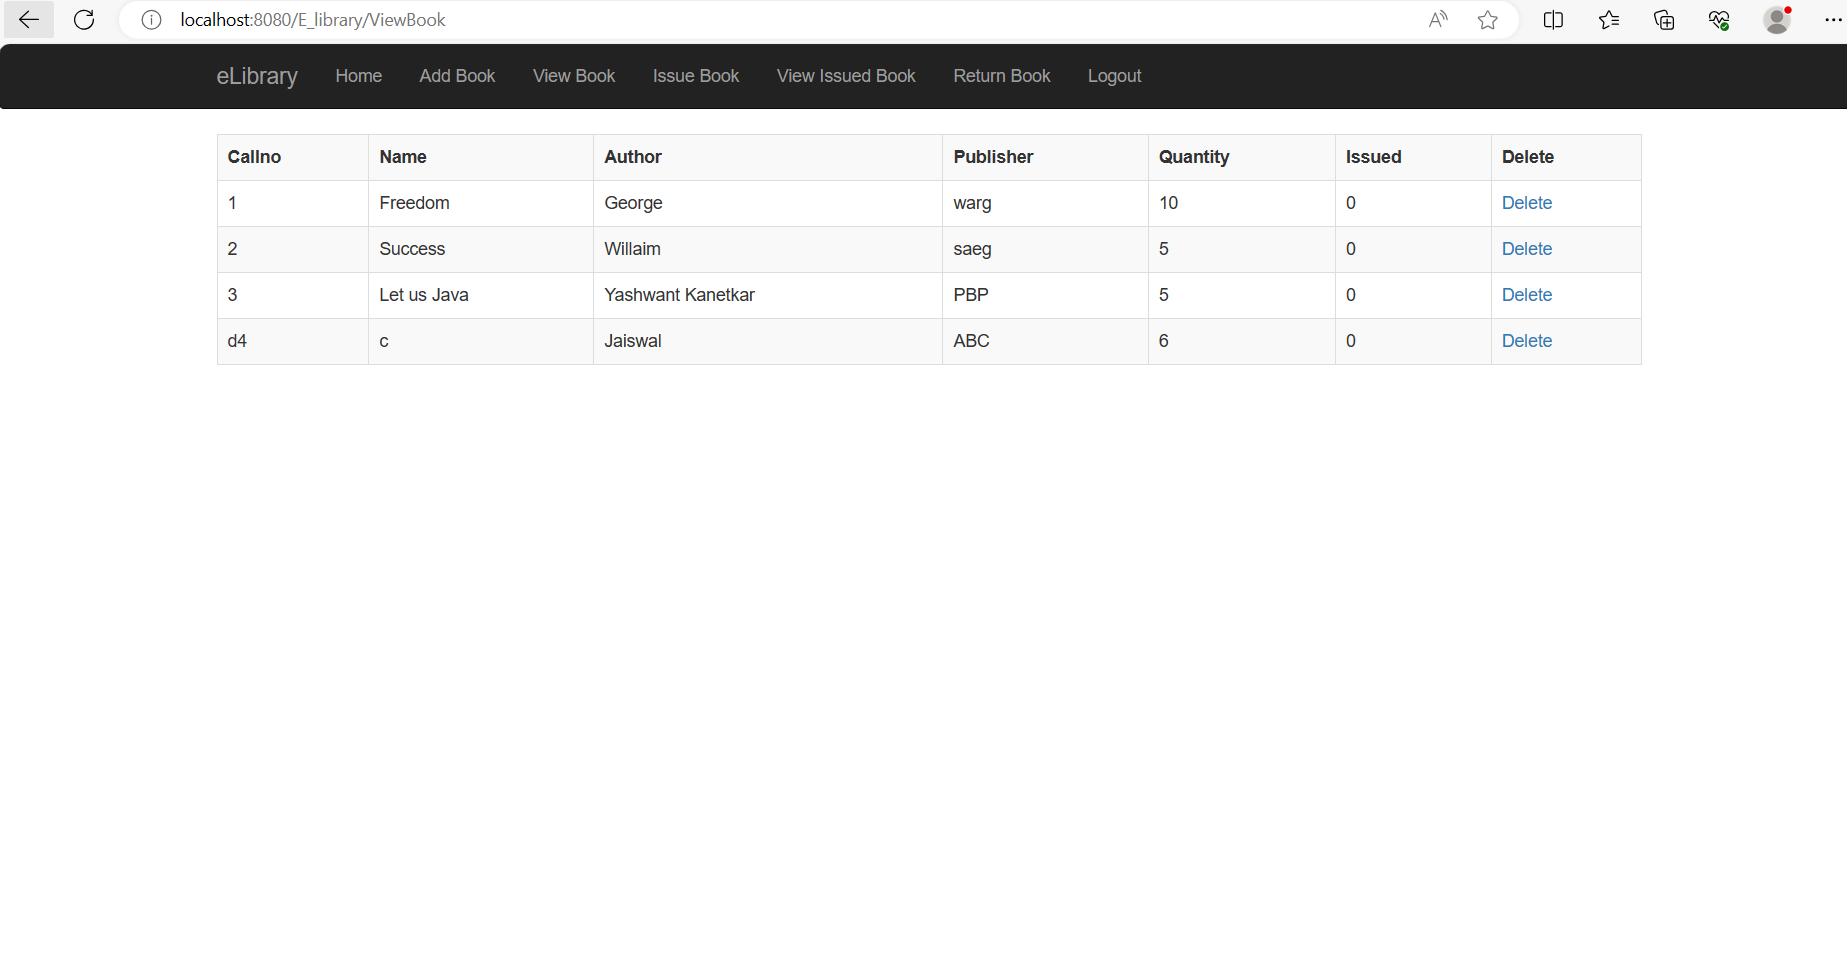 localhost:8080/E_library/ViewBook
eLibrary Home Add Book View Book Issue Book View Issued Book Return Book Logout
Callno Name Author Publisher Quantity Issued Delete
1 Freedom George warg 10 0 Delete
2 Success Willaim saeg 5 0 Delete
3 Let us Java Yashwant Kanetkar PBP 5 0 Delete
d4 c Jaiswal ABC 6 0 Delete